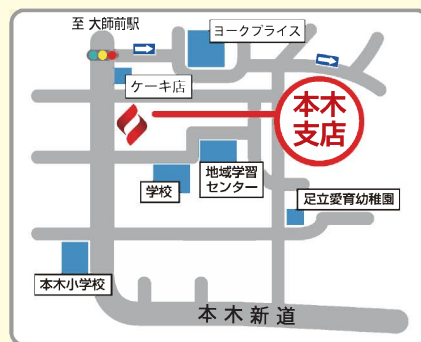 至 大師前駅
ヨークプライス
ケーキ店
本木
支店
学校
地域学習
センター
足立愛育幼稚園
本木小学校
本木新道